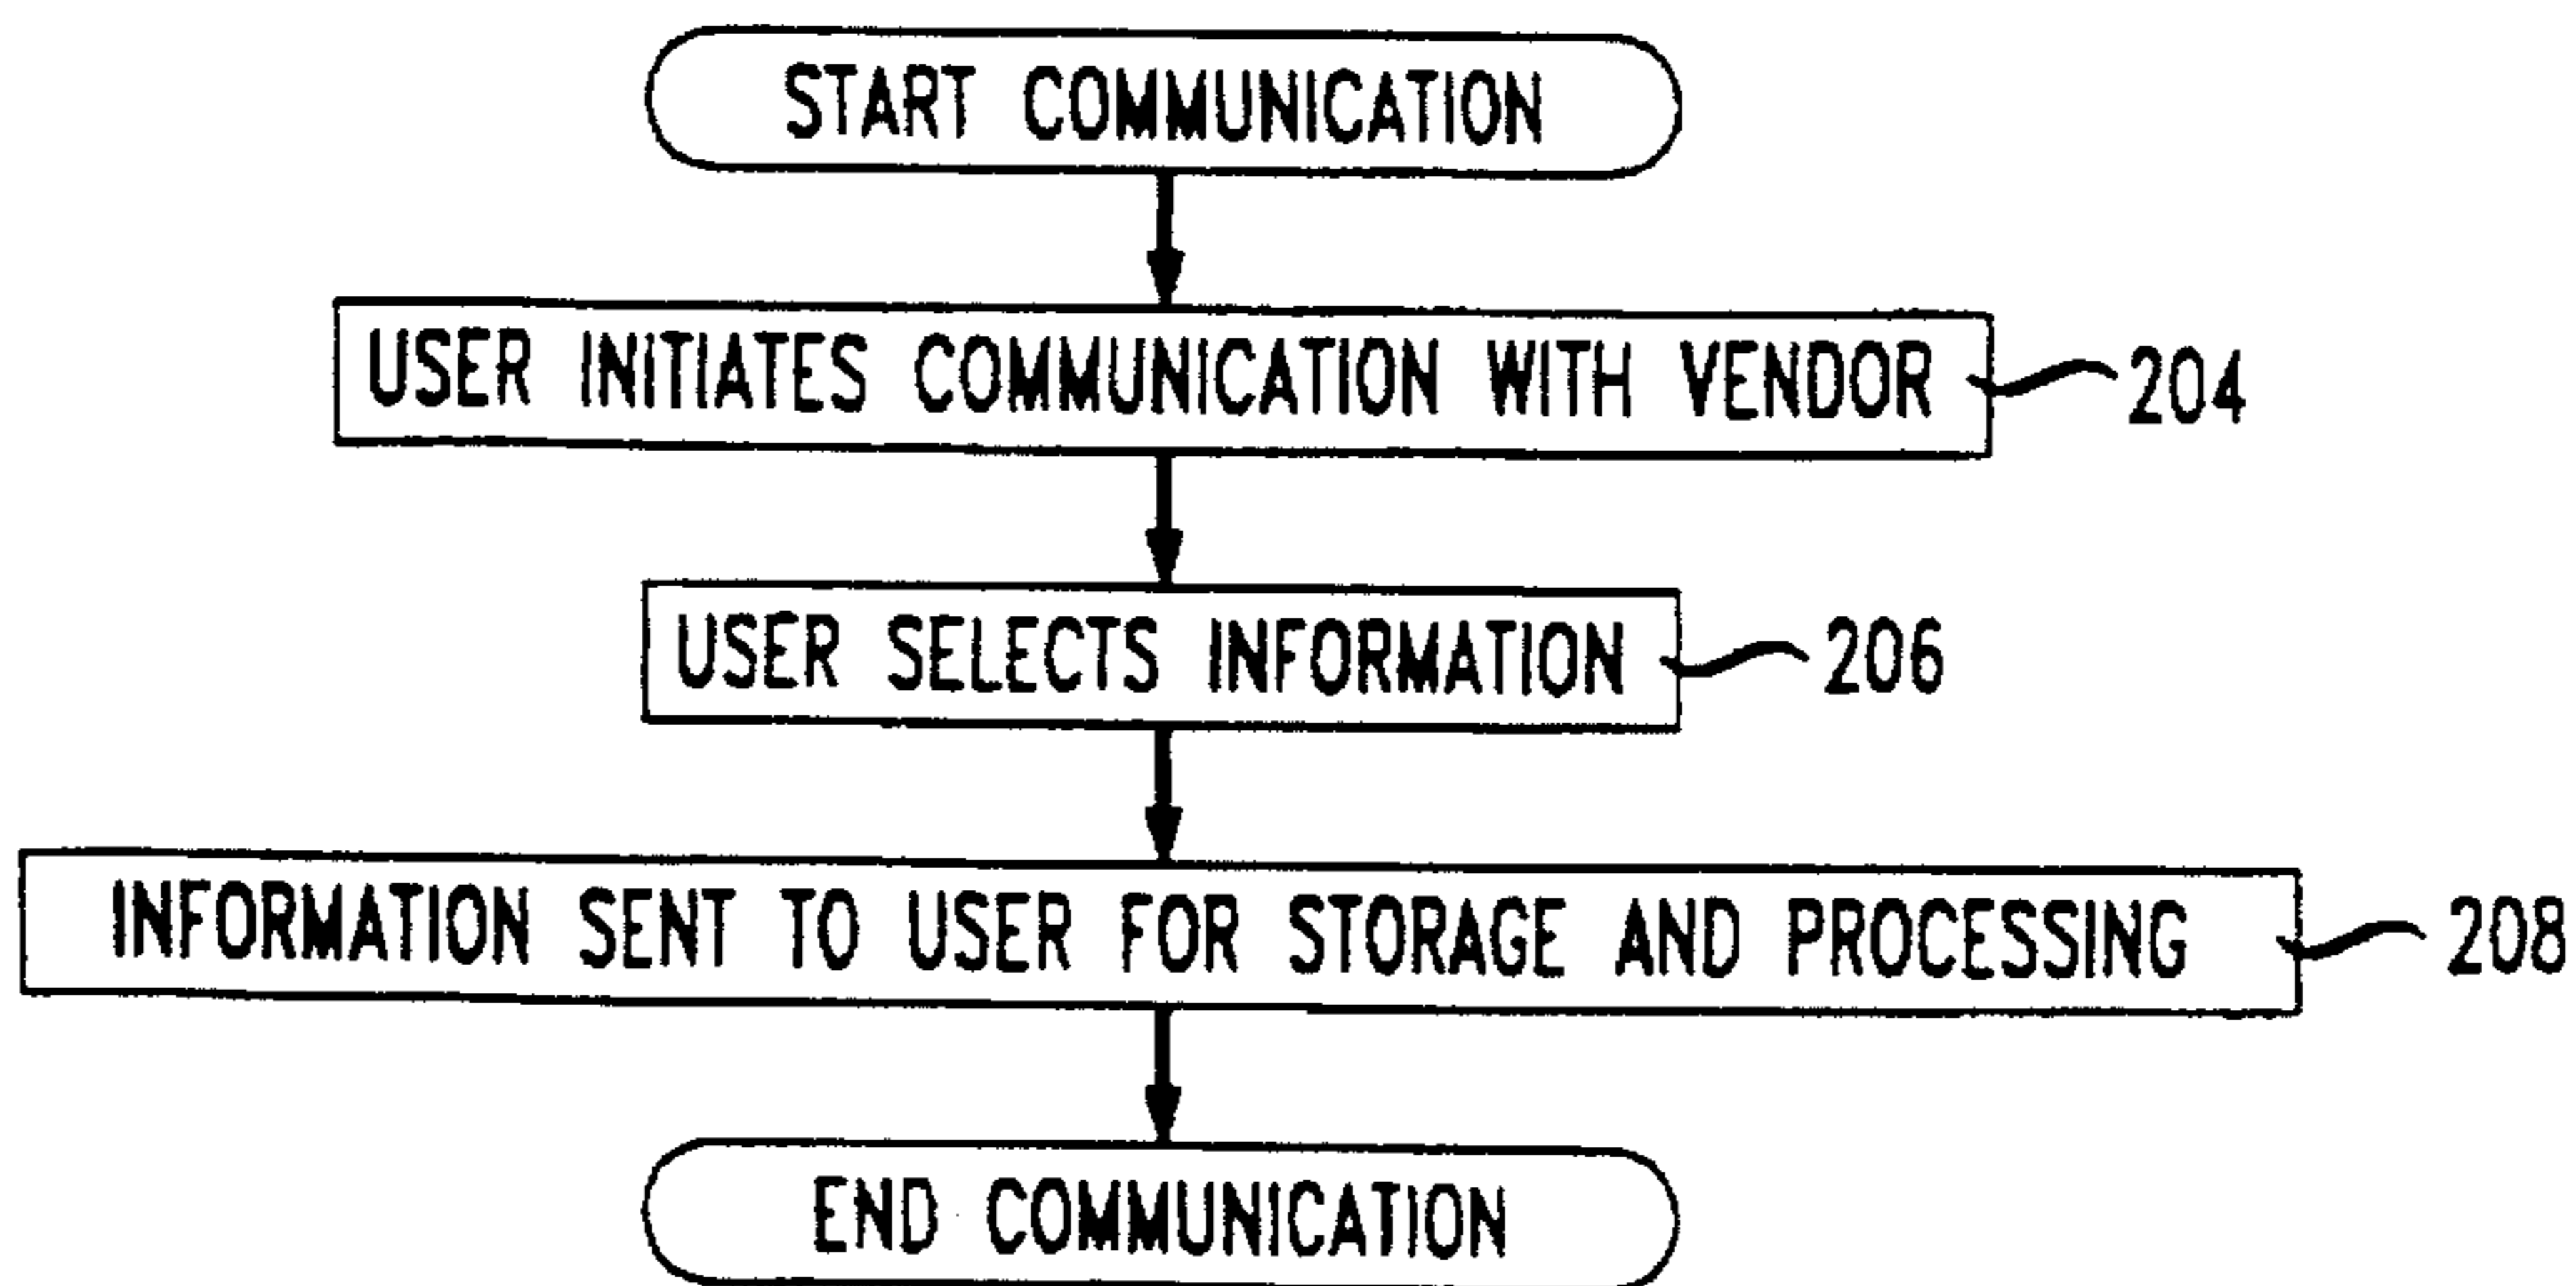 START COMMUNICATION
USER INITIATES COMMUNICATION WITH VENDOR
204
USER SELECTS INFORMATION
206
INFORMATION SENT TO USER FOR STORAGE AND PROCESSING
208
END COMMUNICATION